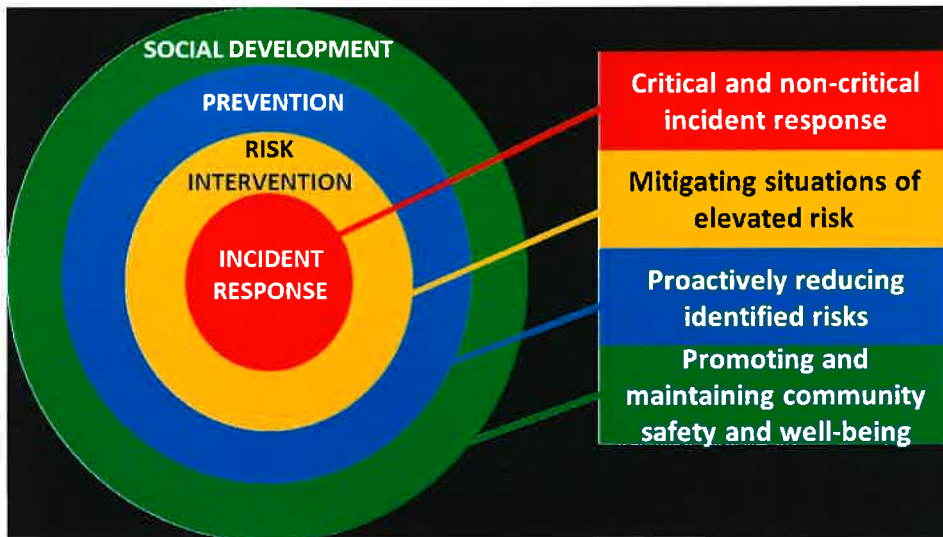 SOCIAL DEVELOPMENT
PREVENTION
RISK
INTERVENTION
INCIDENT
RESPONSE
Critical and non-critical
incident response
Mitigating situations of
elevated risk
Proactively reducing
identified risks
Promoting and
maintaining community
safety and well-being